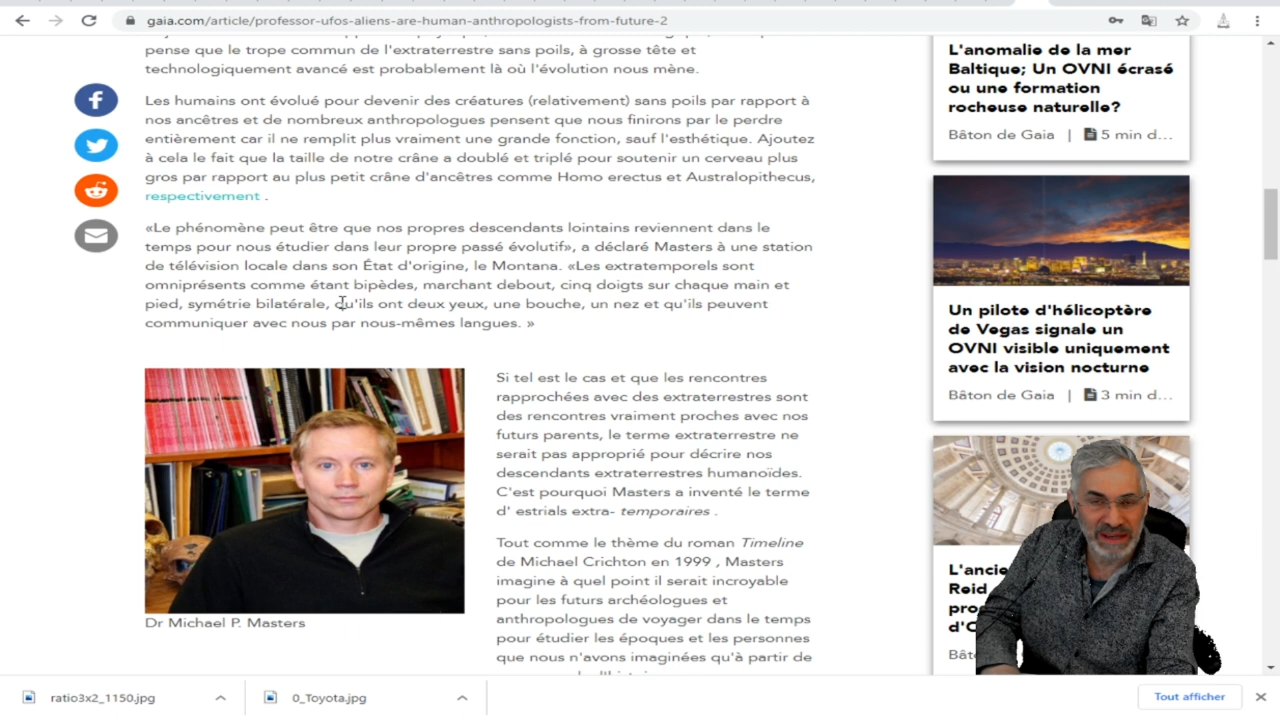 gaia.com/article/professor-ufos-aliens-are-human-anthropologists-from-future-2
pense que le trope commun de l'extraterrestre sans poils, à grosse tête et
technologiquement avancé est probablement là où l'évolution nous mène.
Les humains ont évolué pour devenir des créatures (relativement) sans poils par rapport à
nos ancêtres et de nombreux anthropologues pensent que nous finirons par le perdre
entièrement car il ne remplit plus vraiment une grande fonction, sauf l'esthétique. Ajoutez
à cela le fait que la taille de notre crâne a doublé et triplé pour soutenir un cerveau plus
gros par rapport au plus petit crâne d'ancêtres comme Homo erectus et Australopithecus,
respectivement .
«Le phénomène peut être que nos propres descendants lointains reviennent dans le
temps pour nous étudier dans leur propre passé évolutif», a déclaré Masters à une station
de télévision locale dans son État d'origine, le Montana. «Les extratemporels sont
omniprésents comme étant bipèdes, marchant debout, cinq doigts sur chaque main et
pied, symétrie bilatérale, qu'ils ont deux yeux, une bouche, un nez et qu'ils peuvent
communiquer avec nous par nous-mêmes langues. »
Dr Michael P. Masters
Si tel est le cas et que les rencontres
rapprochées avec des extraterrestres sont
des rencontres vraiment proches avec nos
futurs parents, le terme extraterrestre ne
serait pas approprié pour décrire nos
descendants extraterrestres humanoïdes.
C'est pourquoi Masters a inventé le terme
d' estrials extra- temporaires .
Tout comme le thème du roman Timeline
de Michael Crichton en 1999 , Masters
imagine à quel point il serait incroyable
pour les futurs archéologues et
anthropologues de voyager dans le temps
pour étudier les époques et les personnes
que nous n'avons imaginées qu'à partir de
L'anomalie de la mer
Baltique; Un OVNI écrasé
ou une formation
rocheuse naturelle?
Bâton de Gaia | 5 min d...
Un pilote d'hélicoptère
de Vegas signale un
OVNI visible uniquement
avec la vision nocturne
Bâton de Gaia | 3 min d...
L'ancie
Reid
pro
d'O
Bât
ratio3x2_1150.jpg
0_Toyota.jpg
Tout afficher